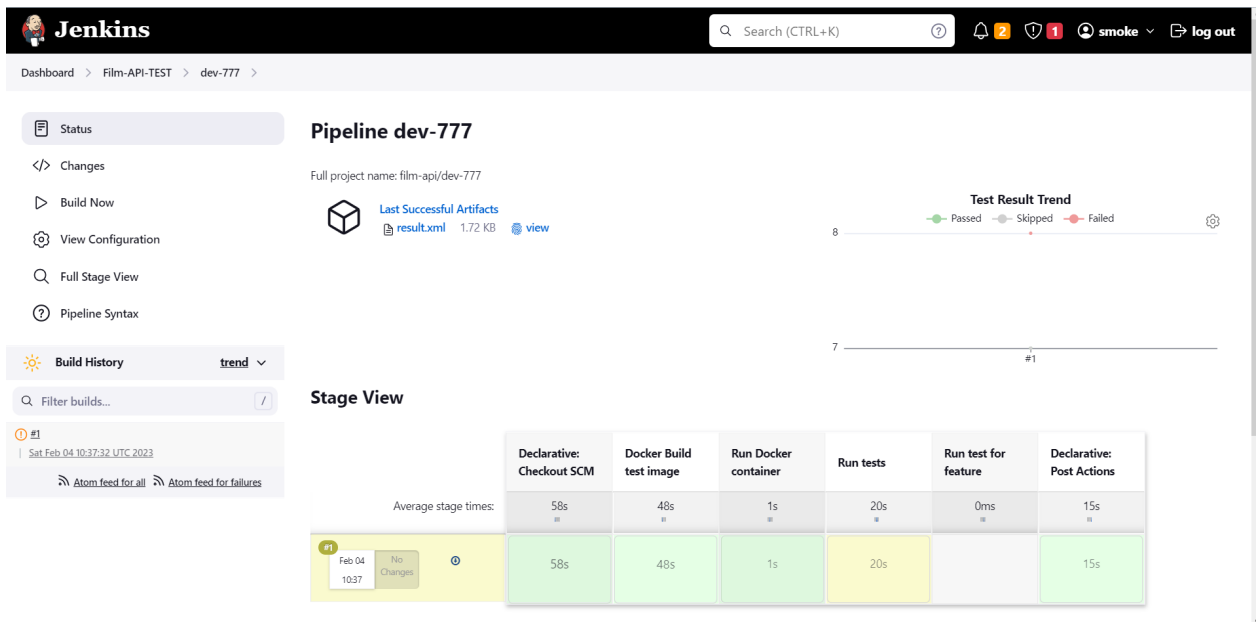 Jenkins
Search (CTRL+K)
?
2
1
smoke
log out
Dashboard > Film-API-TEST > dev-777 >
Status
Changes
Build Now
View Configuration
Full Stage View
Pipeline Syntax
Build History
trend
Filter builds...
/
#1
Sat Feb 04 10:37:32 UTC 2023
Atom feed for all
Atom feed for failures
Pipeline dev-777
Full project name: film-api/dev-777
Last Successful Artifacts
result.xml 1.72 KB view
Test Result Trend
Passed Skipped Failed
8
7
#1
Stage View
Declarative: Checkout SCM
Docker Build test image
Run Docker container
Run tests
Run test for feature
Declarative: Post Actions
Average stage times:
58s 48s 1s 20s 0ms 15s
#1
Feb 04
10:37
No Changes
58s 48s 1s 20s 15s